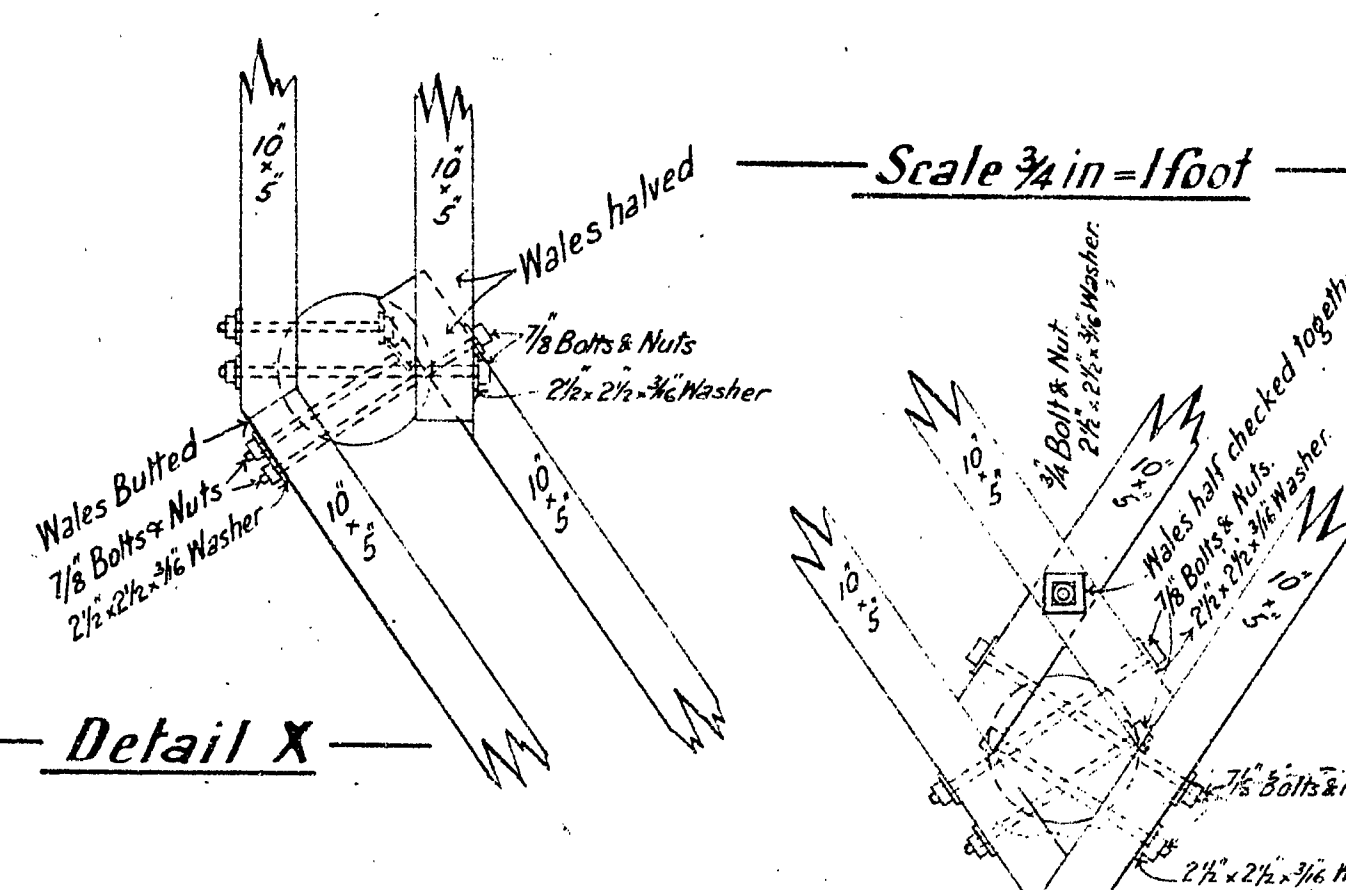 10"
x
5"
10"
x
5"
Wales halved
7/8" Bolts & Nuts
2½" x 2½" x 3/16" Washer
Wales Butted
7/8" Bolts & Nuts
2½" x 2½" x 3/16" Washer
10"
x
5"
10"
x
5"
Detail X
Scale ¾ in = 1 foot
¾" Bolt & Nut
2½" x 2½" x 3/16" Washer.
10"
x
5"
10"
x
5"
Wales half checked
7/8" Bolts & Nuts.
2½" x 2½" x 3/16" Washer.
10"
x
5"
10"
x
5"
Bolts &
2½" x 2½" x 3/16"